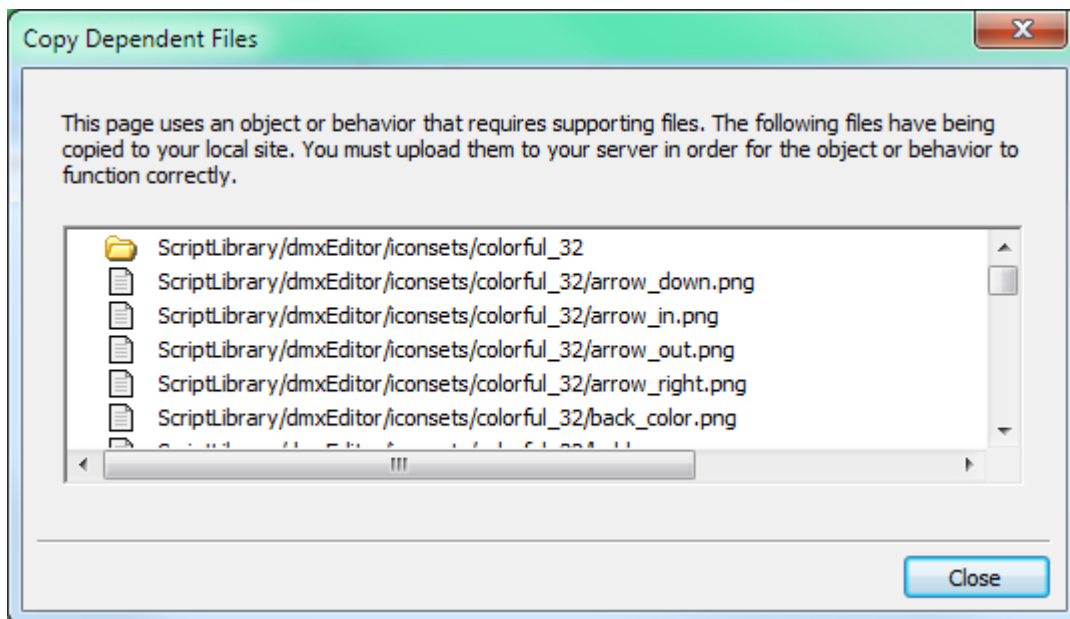 Copy Dependent Files
This page uses an object or behavior that requires supporting files. The following files have being
copied to your local site. You must upload them to your server in order for the object or behavior to
function correctly.
ScriptLibrary/dmxEditor/iconsets/colorful_32
ScriptLibrary/dmxEditor/iconsets/colorful_32/arrow_down.png
ScriptLibrary/dmxEditor/iconsets/colorful_32/arrow_in.png
ScriptLibrary/dmxEditor/iconsets/colorful_32/arrow_out.png
ScriptLibrary/dmxEditor/iconsets/colorful_32/arrow_right.png
ScriptLibrary/dmxEditor/iconsets/colorful_32/back_color.png
Close